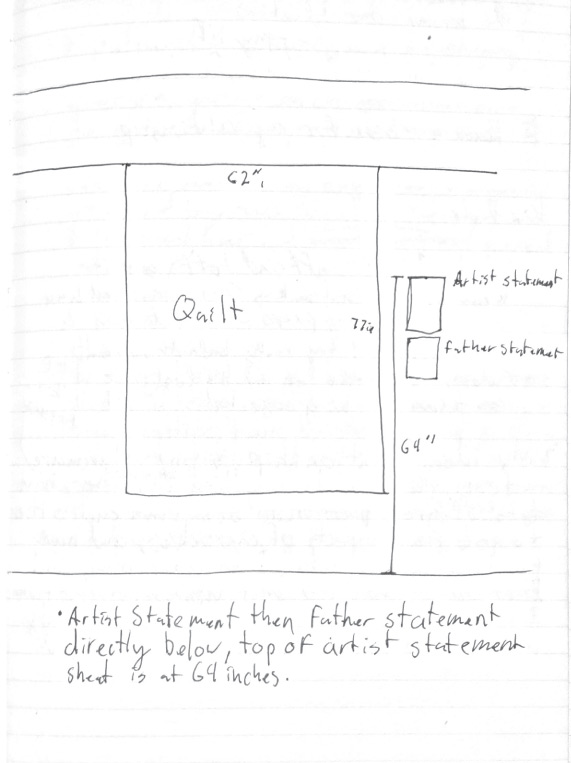 62"
Quilt
77in
Artist statement
father statement
64"
• Artist Statement then father statement
directly below, top of artist statement
sheet is at 64 inches.